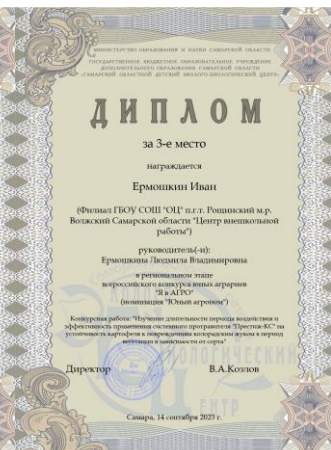 МИНИСТЕРСТВО ОБРАЗОВАНИЯ И НАУКИ САМАРСКОЙ ОБЛАСТИ
ГОСУДАРСТВЕННОЕ БЮДЖЕТНОЕ ОБРАЗОВАТЕЛЬНОЕ УЧРЕЖДЕНИЕ
ДОПОЛНИТЕЛЬНОГО ОБРАЗОВАНИЯ САМАРСКОЙ ОБЛАСТИ
«САМАРСКИЙ ОБЛАСТНОЙ ДЕТСКИЙ ЭКОЛОГО-БИОЛОГИЧЕСКИЙ ЦЕНТР»
ДИПЛОМ
за 3-е место
награждается
Ермошкин Иван
(Филиал ГБОУ СОШ "ОЦ" п.г.т. Рощинский м.р.
Волжский Самарской области "Центр внешкольной
работы")
руководитель(-и):
Ермошкина Людмила Владимировна
в региональном этапе
всероссийского конкурса юных аграриев
"Я в АГРО"
(номинация "Юный агроном")
Конкурсная работа: "Изучение длительности периода воздействия и
эффективность применения системного протравителя "Престиж-КС" на
устойчивость картофеля к повреждениям колорадским жуком в период
вегетации в зависимости от сорта"
Директор В.А.Козлов
Самара, 14 сентября 2023 г.